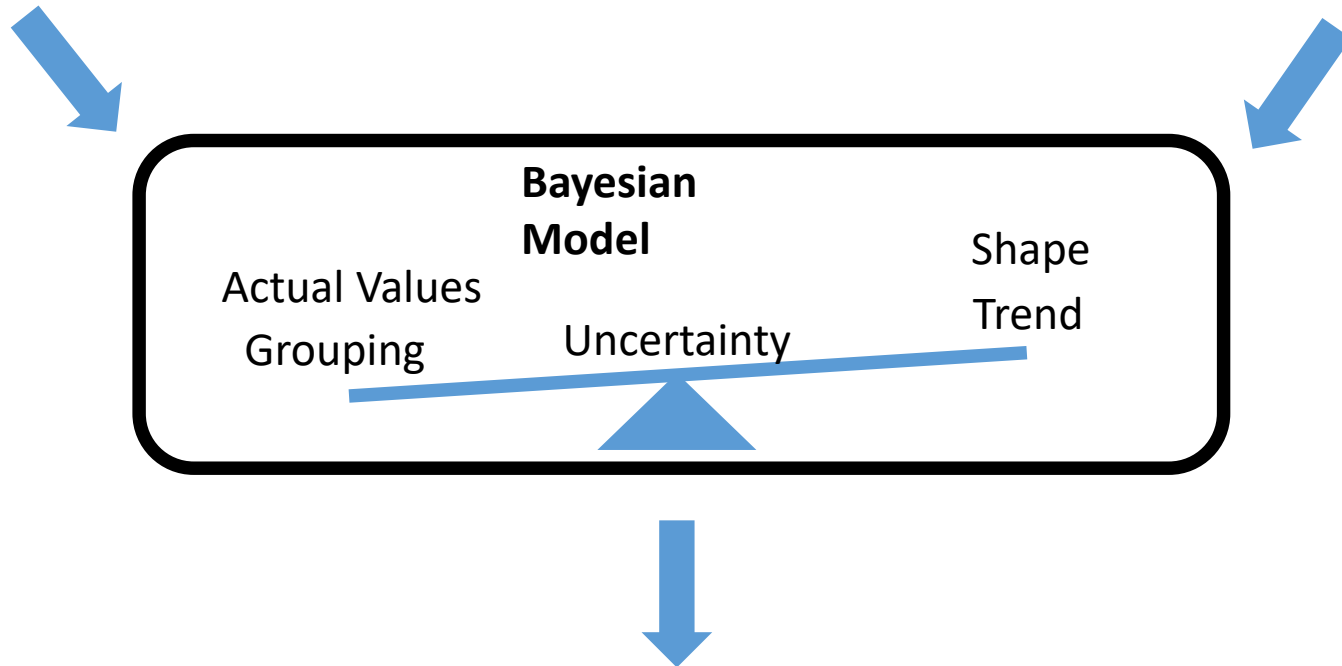 Bayesian
Model
Actual Values
Grouping
Uncertainty
Shape
Trend